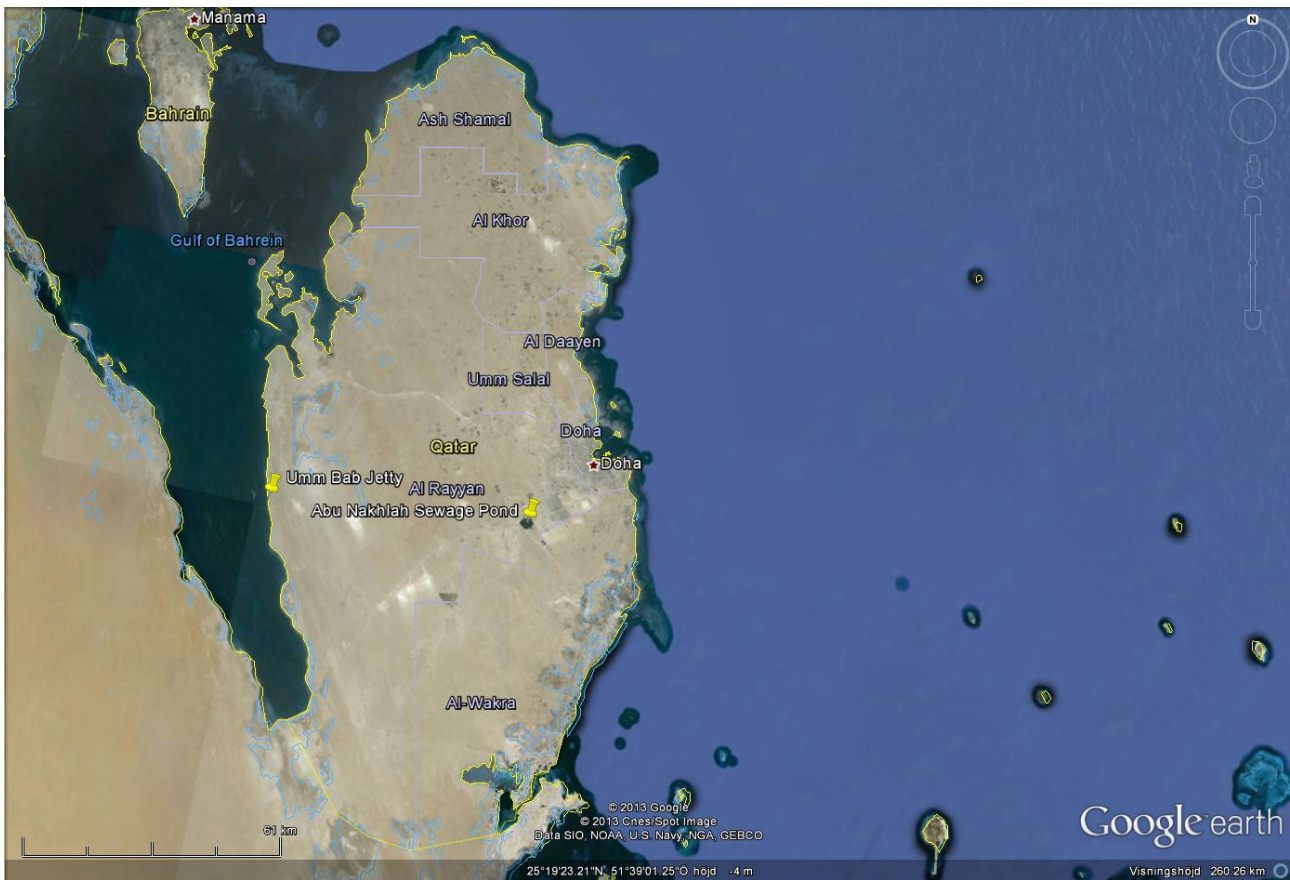 Manama
N
Bahrain
Ash Shamal
Al Khor
Gulf of Bahrein
Al Daayen
Umm Salal
Doha
Qatar
Doha
Umm Bab Jetty
Al Rayyan
Abu Nakhlah Sewage Pond
Al-Wakra
© 2013 Google
© 2013 Cnes/Spot Image
Data SIO, NOAA, U.S. Navy, NGA, GEBCO
Google earth
61 km
25°19'23.21"N 51°39'01.25"Ö höjd -4 m
Visningshöjd 260.26 km